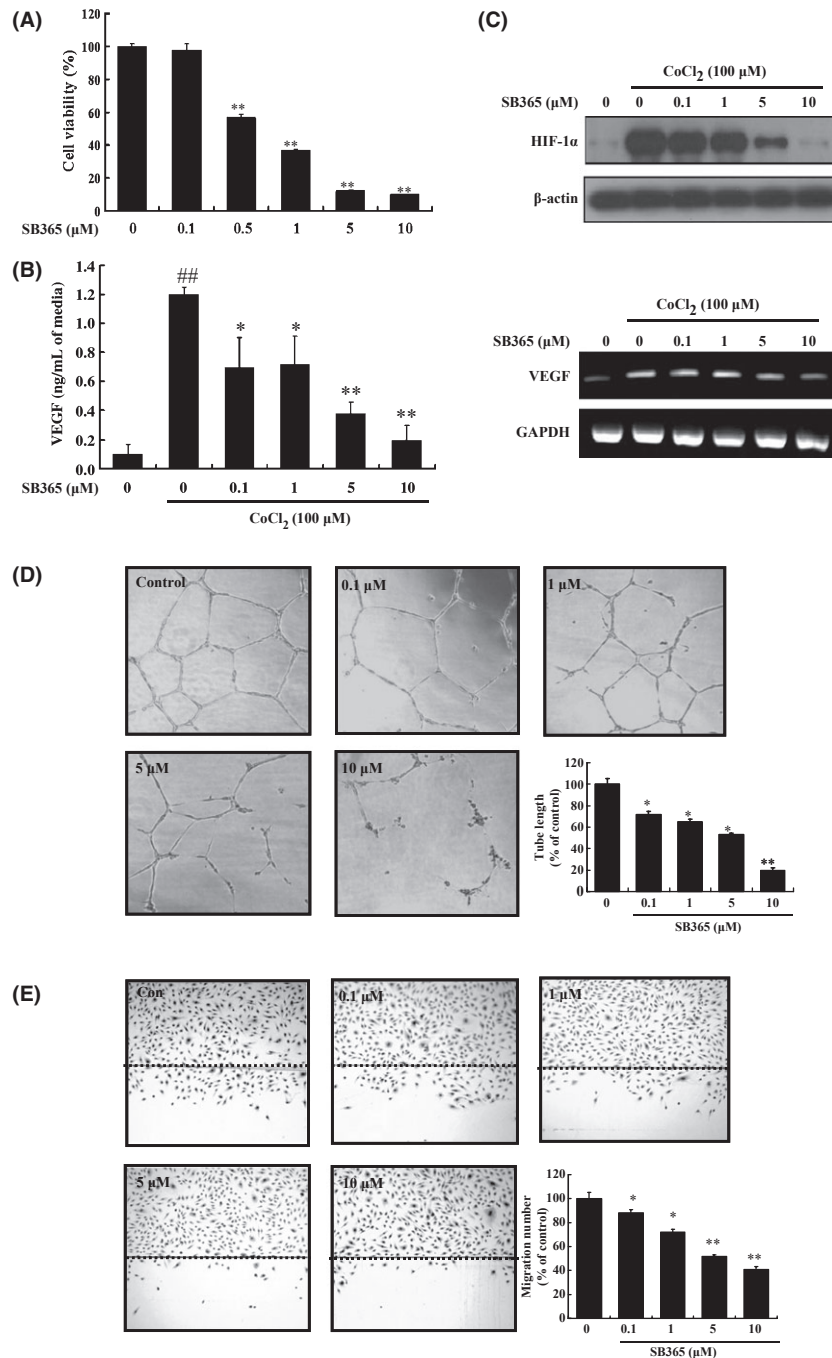 (A)
120
100
80
60
40
20
0
Cell viability (%)
**
**
**
**
SB365 (μM)
0 0.1 0.5 1 5 10
(B)
1.4
1.2
1.0
0.8
0.6
0.4
0.2
0.0
VEGF (ng/mL of media)
##
*
*
**
**
SB365 (μM)
0 0 0.1 1 5 10
CoCl2 (100 μM)
(C)
CoCl2 (100 μM)
SB365 (μM) 0 0 0.1 1 5 10
HIF-1α
β-actin
CoCl2 (100 μM)
SB365 (μM) 0 0 0.1 1 5 10
VEGF
GAPDH
(D)
Control
0.1 μM
1 μM
5 μM
10 μM
120
100
80
60
40
20
0
Tube length
(% of control)
*
*
*
**
0 0.1 1 5 10
SB365 (μM)
(E)
Con
0.1 μM
1 μM
5 μM
10 μM
120
100
80
60
40
20
0
Migration number
(% of control)
*
*
**
**
0 0.1 1 5 10
SB365 (μM)